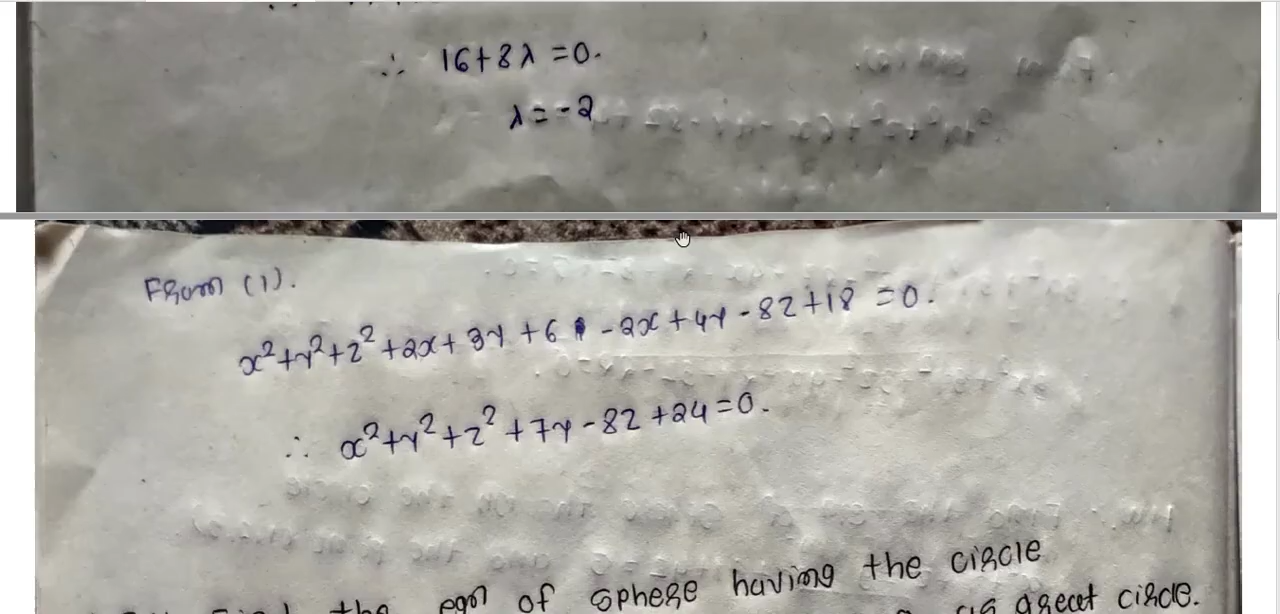 ∴ 16+8λ =0.
λ=-2
From (1).
x²+y²+z²+2x+3y+6 -2x+4y-8z+18 =0.
∴ x²+y²+z²+7y-8z+24=0.
the eqn of sphere having the circle
as a great circle.